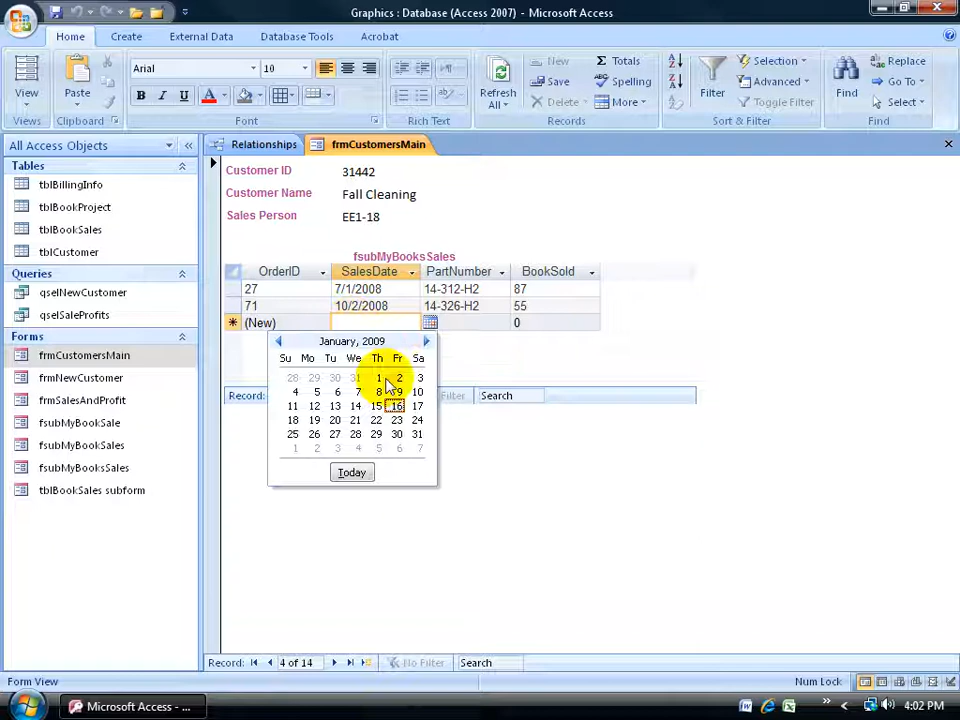 Graphics : Database (Access 2007) - Microsoft Access
Home Create External Data Database Tools Acrobat
View
Views
Paste
Clipboard
Arial 10
B I U A
Font
Rich Text
Refresh All
New
Save
Delete
Σ Totals
Spelling
More
Records
Filter
Selection
Advanced
Toggle Filter
Sort & Filter
Find
Replace
Go To
Select
Find
All Access Objects «
Tables
tblBillingInfo
tblBookProject
tblBookSales
tblCustomer
Queries
qselNewCustomer
qselSaleProfits
Forms
frmCustomersMain
frmNewCustomer
frmSalesAndProfit
fsubMyBookSale
fsubMyBookSales
fsubMyBooksSales
tblBookSales subform
Relationships frmCustomersMain
Customer ID 31442
Customer Name Fall Cleaning
Sales Person EE1-18
fsubMyBooksSales
OrderID SalesDate PartNumber BookSold
27 7/1/2008 14-312-H2 87
71 10/2/2008 14-326-H2 55
(New) 0
January, 2009
Su Mo Tu We Th Fr Sa
28 29 30 31 1 2 3
4 5 6 7 8 9 10
11 12 13 14 15 16 17
18 19 20 21 22 23 24
25 26 27 28 29 30 31
1 2 3 4 5 6 7
Today
Record: Filter Search
Record: 4 of 14 No Filter Search
Form View Num Lock
Microsoft Access - ... 4:02 PM